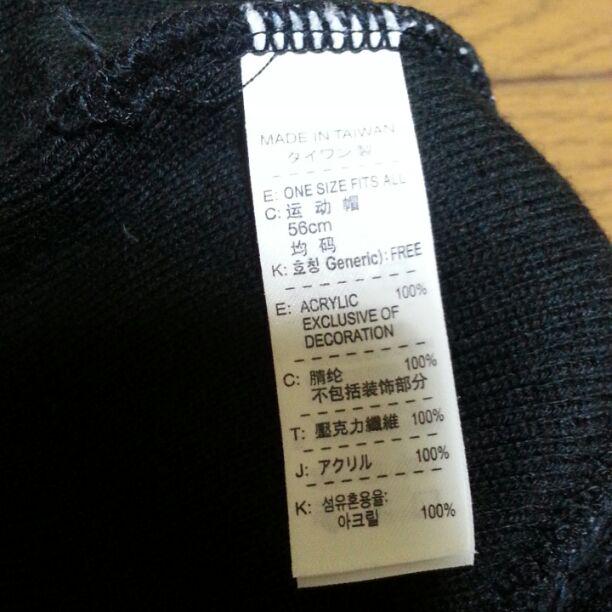 MADE IN TAIWAN
タイワン 製
E: ONE SIZE FITS ALL
C: 运 动 帽
56cm
均 码
K: 호칭 Generic): FREE
E: ACRYLIC 100%
EXCLUSIVE OF
DECORATION
C: 腈纶 100%
不包括装饰部分
T: 壓克力纖維 100%
J: アクリル 100%
K: 섬유혼용율:
아크릴 100%